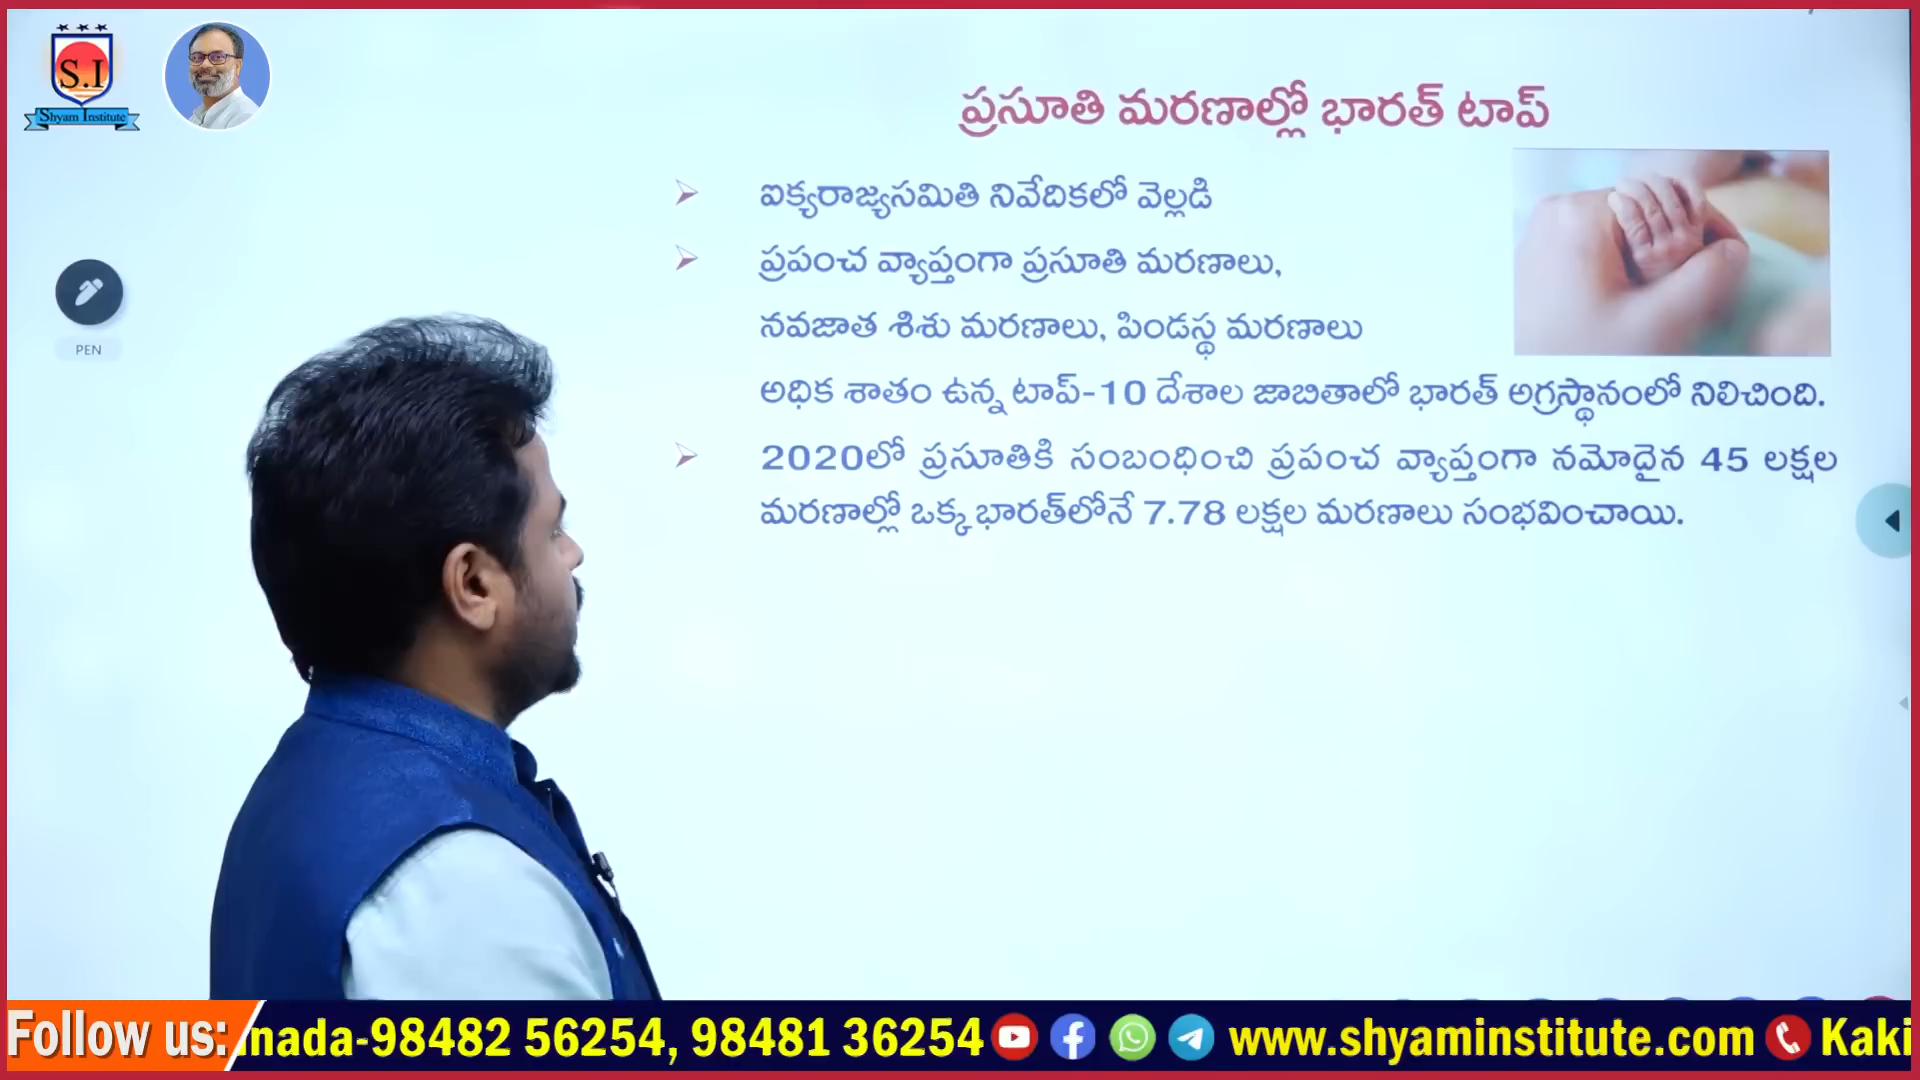 S.I
Shyam Institute
ప్రసూతి మరణాల్లో భారత్ టాప్
ఐక్యరాజ్యసమితి నివేదికలో వెల్లడి
ప్రపంచ వ్యాప్తంగా ప్రసూతి మరణాలు,
నవజాత శిశు మరణాలు, పిండస్థ మరణాలు
అధిక శాతం ఉన్న టాప్-10 దేశాల జాబితాలో భారత్ అగ్రస్థానంలో నిలిచింది.
2020లో ప్రసూతికి సంబంధించి ప్రపంచ వ్యాప్తంగా నమోదైన 45 లక్షల
మరణాల్లో ఒక్క భారత్‌లోనే 7.78 లక్షల మరణాలు సంభవించాయి.
PEN
Follow us: nada-98482 56254, 98481 36254 www.shyaminstitute.com Kaki